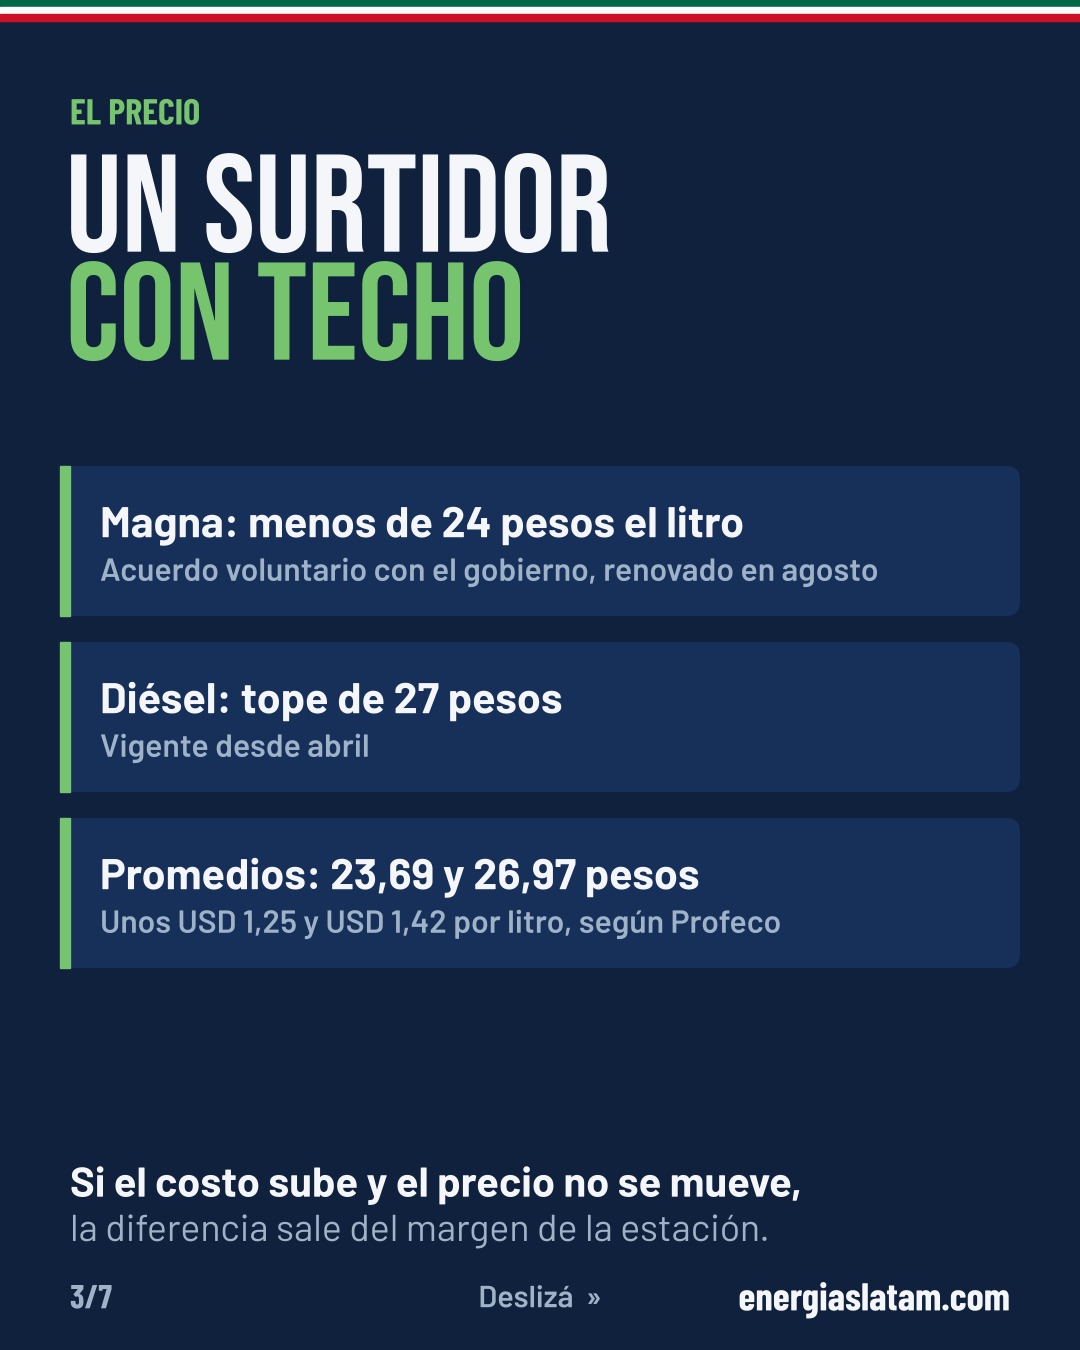 EL PRECIO
UN SURTIDOR
CON TECHO
Magna: menos de 24 pesos el litro
Acuerdo voluntario con el gobierno, renovado en agosto
Diésel: tope de 27 pesos
Vigente desde abril
Promedios: 23,69 y 26,97 pesos
Unos USD 1,25 y USD 1,42 por litro, según Profeco
Si el costo sube y el precio no se mueve,
la diferencia sale del margen de la estación.
3/7
Deslizá »
energiaslatam.com